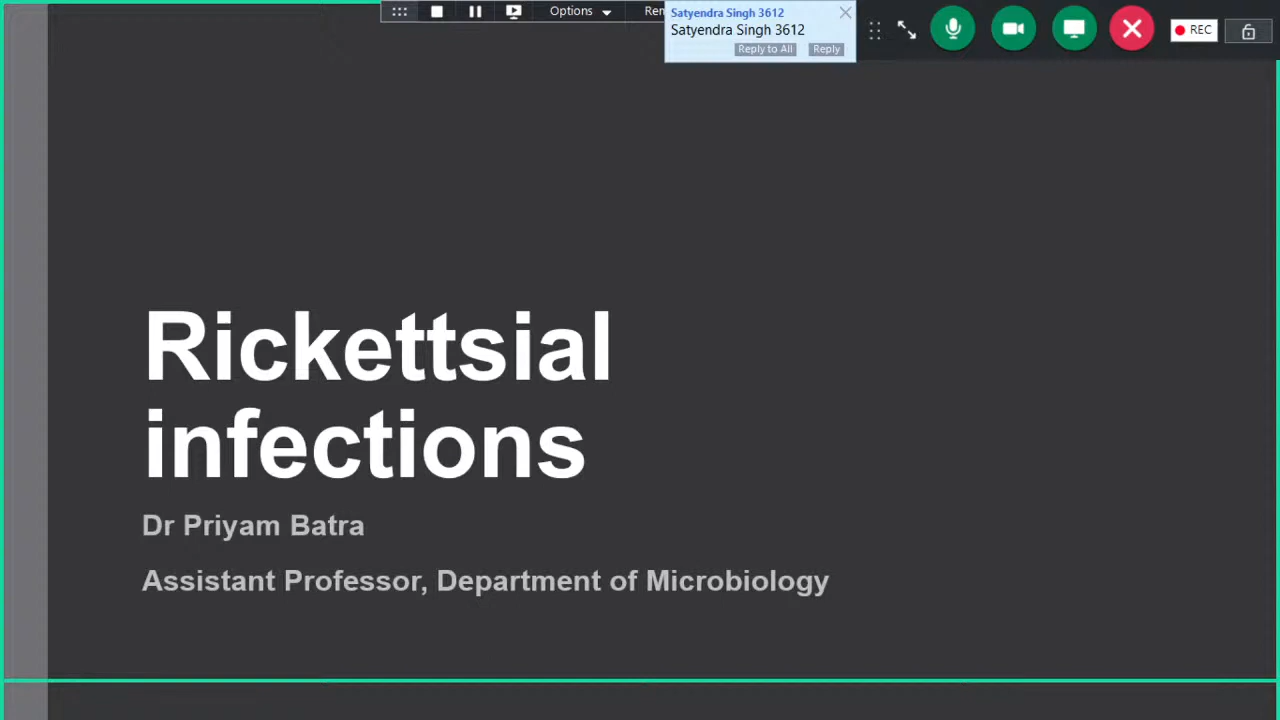 Options
Satyendra Singh 3612
Satyendra Singh 3612
Reply to All
Reply
REC
Rickettsial
infections
Dr Priyam Batra
Assistant Professor, Department of Microbiology